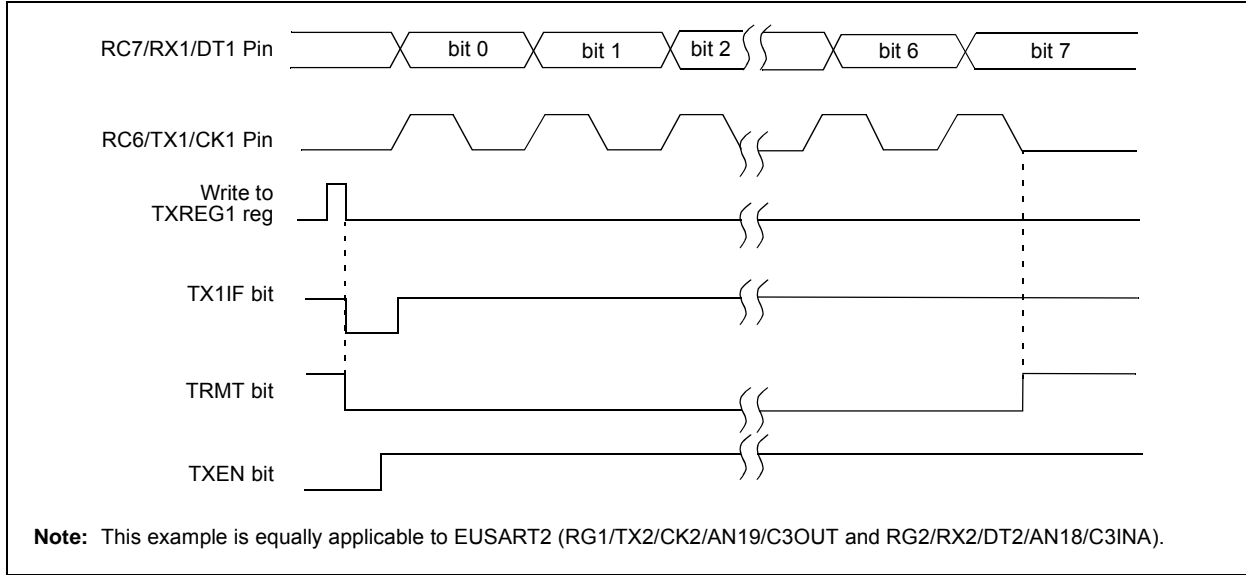 RC7/RX1/DT1 Pin
bit 0
bit 1
bit 2
bit 6
bit 7
RC6/TX1/CK1 Pin
Write to
TXREG1 reg
TX1IF bit
TRMT bit
TXEN bit
Note: This example is equally applicable to EUSART2 (RG1/TX2/CK2/AN19/C3OUT and RG2/RX2/DT2/AN18/C3INA).